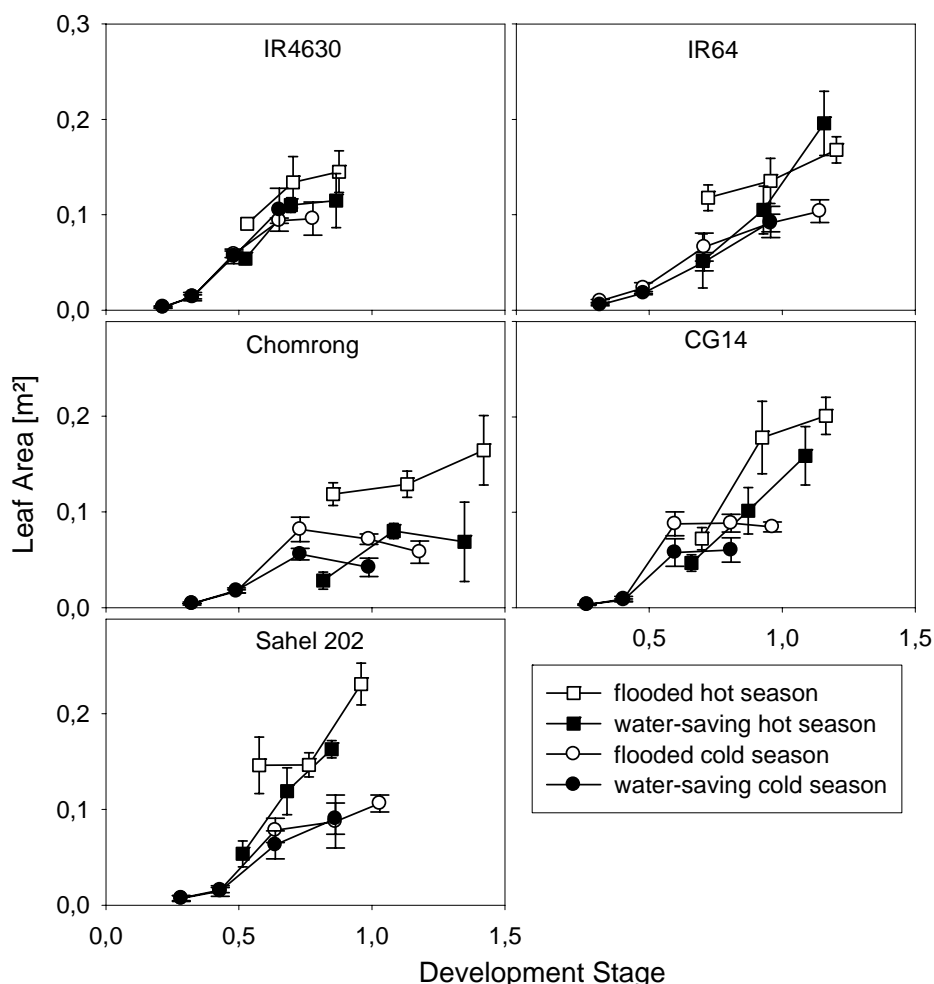 0,3
IR4630
IR64
0,2
0,1
0,0
Chomrong
CG14
0,2
0,1
0,0
Leaf Area [m²]
0,5
1,0
1,5
Sahel 202
0,2
0,1
0,0
0,0
0,5
1,0
1,5
flooded hot season
water-saving hot season
flooded cold season
water-saving cold season
Development Stage